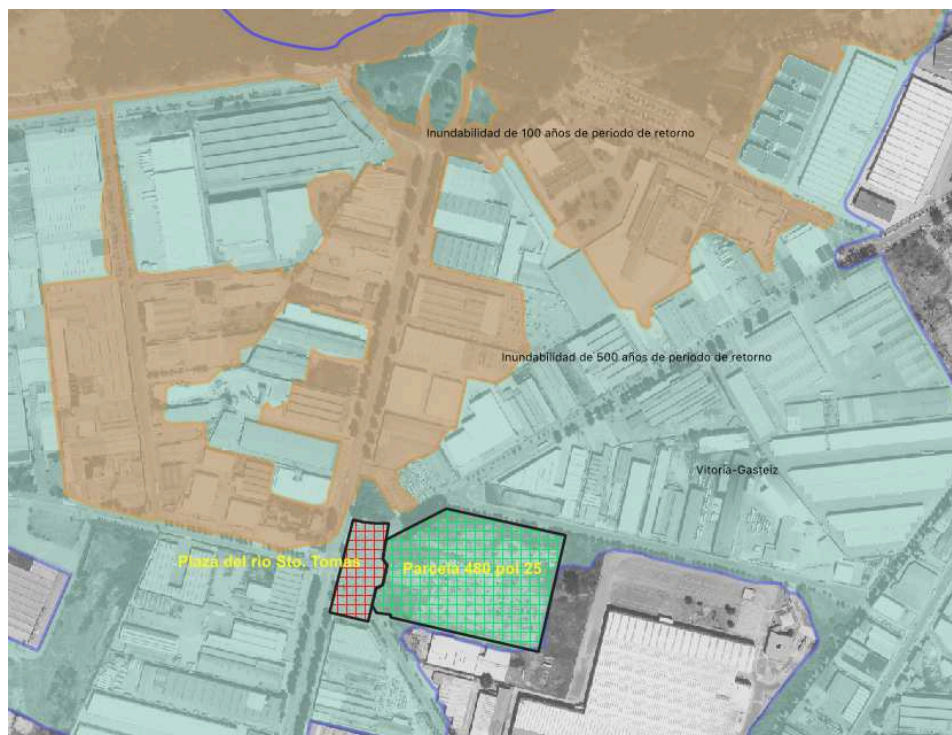 Inundabilidad de 100 años de periodo de retorno
Inundabilidad de 500 años de periodo de retorno
Vitoria-Gasteiz
Plaza del rio Sto. Tomas
Parcela 480 pol 25